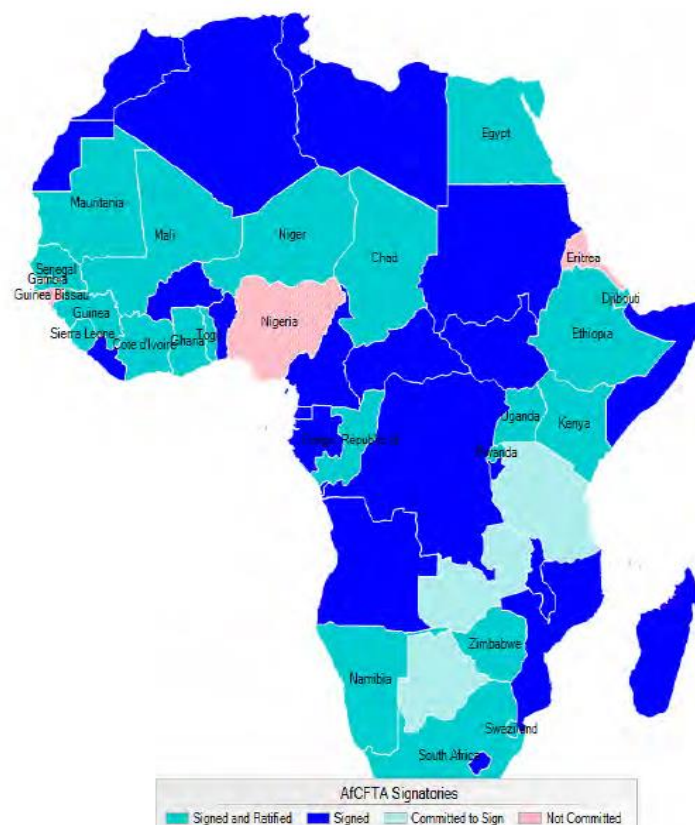 Egypt
Mauritania
Mali
Niger
Chad
Eritrea
Senegal
Gambia
Guinea Bissau
Djibouti
Guinea
Nigeria
Ethiopia
Sierra Leone
Cote d'Ivoire
Ghana
Togo
Uganda
Kenya
Rwanda
Zimbabwe
Namibia
Swaziland
South Africa
AfCFTA Signatories
Signed and Ratified
Signed
Committed to Sign
Not Committed